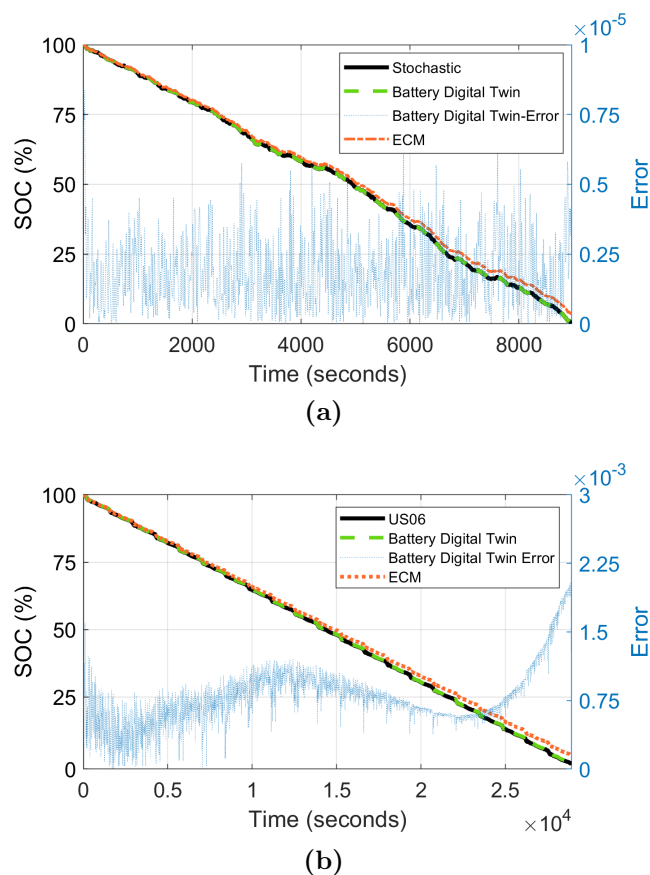 ×10⁻⁵
100
75
50
25
0
SOC (%)
1
0.75
0.5
0.25
0
Error
Stochastic
Battery Digital Twin
Battery Digital Twin-Error
ECM
0 2000 4000 6000 8000
Time (seconds)
(a)
×10⁻³
100
75
50
25
0
SOC (%)
3
2.25
1.5
0.75
0
Error
US06
Battery Digital Twin
Battery Digital Twin Error
ECM
0 0.5 1 1.5 2 2.5
Time (seconds)
×10⁴
(b)